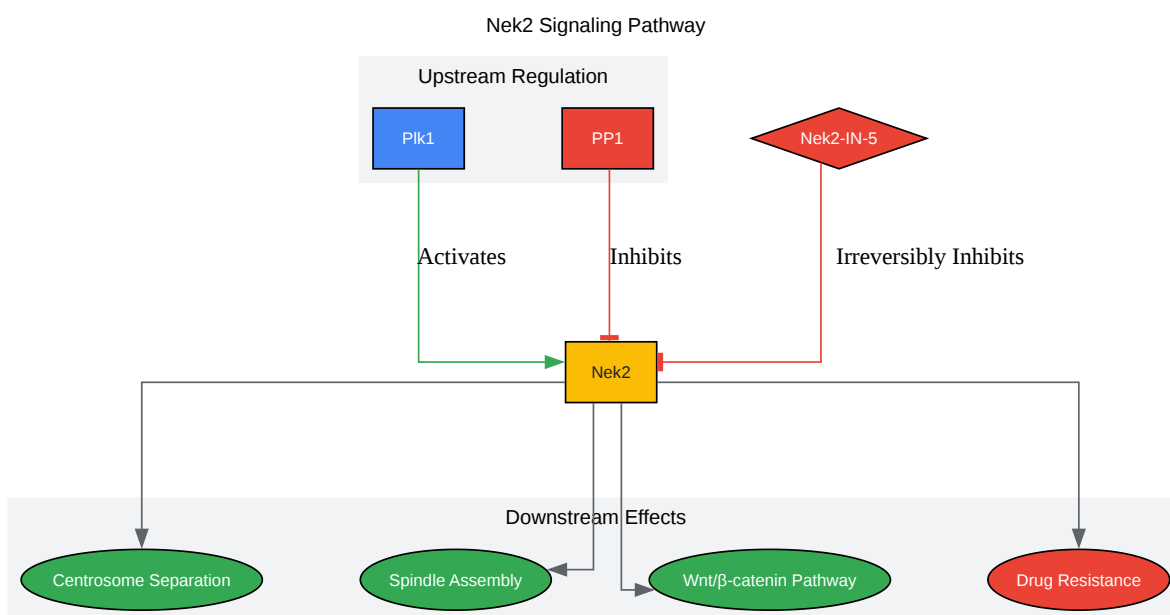 Nek2 Signaling Pathway
Upstream Regulation
Plk1
PP1
Nek2-IN-5
Activates
Inhibits
Irreversibly Inhibits
Nek2
Downstream Effects
Centrosome Separation
Spindle Assembly
Wnt/β-catenin Pathway
Drug Resistance